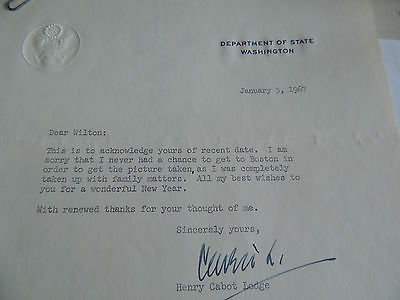 DEPARTMENT OF STATE
WASHINGTON
January 5, 1967
Dear Wilton:
This is to acknowledge yours of recent date. I am
sorry that I never had a chance to get to Boston in
order to get the picture taken, as I was completely
taken up with family matters. All my best wishes to
you for a wonderful New Year.
With renewed thanks for your thought of me.
Sincerely yours,
Henry Cabot Lodge